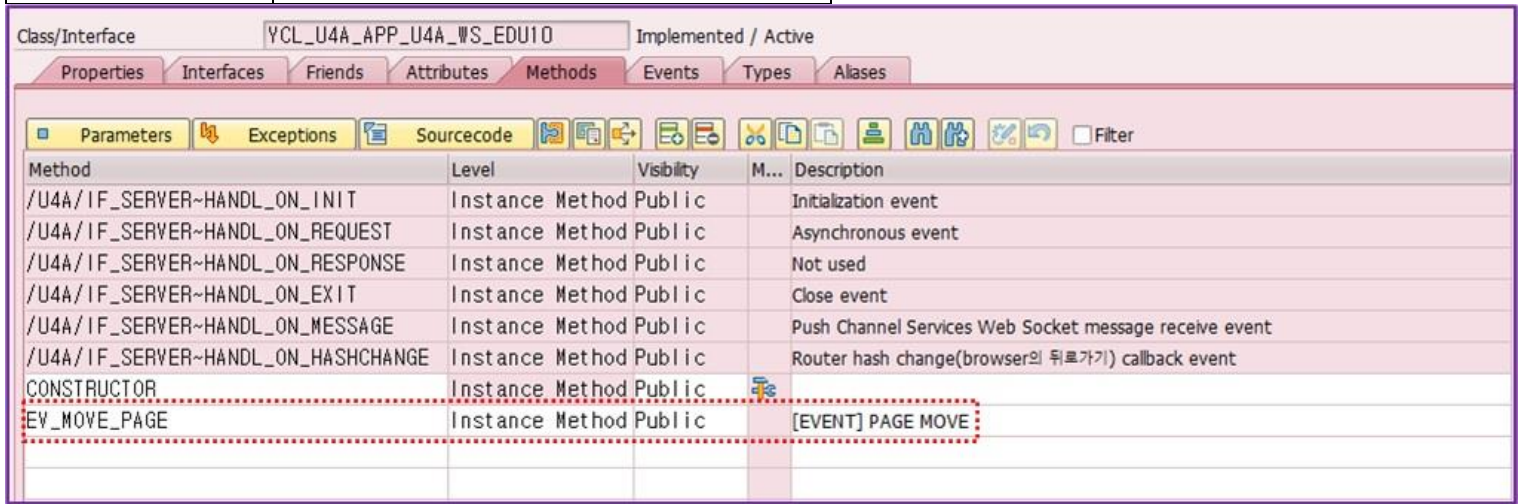 Class/Interface YCL_U4A_APP_U4A_WS_EDU10 Implemented / Active
Properties Interfaces Friends Attributes Methods Events Types Aliases
Parameters Exceptions Sourcecode Filter
Method Level Visibility M... Description
/U4A/IF_SERVER~HANDL_ON_INIT Instance Method Public Initialization event
/U4A/IF_SERVER~HANDL_ON_REQUEST Instance Method Public Asynchronous event
/U4A/IF_SERVER~HANDL_ON_RESPONSE Instance Method Public Not used
/U4A/IF_SERVER~HANDL_ON_EXIT Instance Method Public Close event
/U4A/IF_SERVER~HANDL_ON_MESSAGE Instance Method Public Push Channel Services Web Socket message receive event
/U4A/IF_SERVER~HANDL_ON_HASHCHANGE Instance Method Public Router hash change(browser의 뒤로가기) callback event
CONSTRUCTOR Instance Method Public
EV_MOVE_PAGE Instance Method Public [EVENT] PAGE MOVE